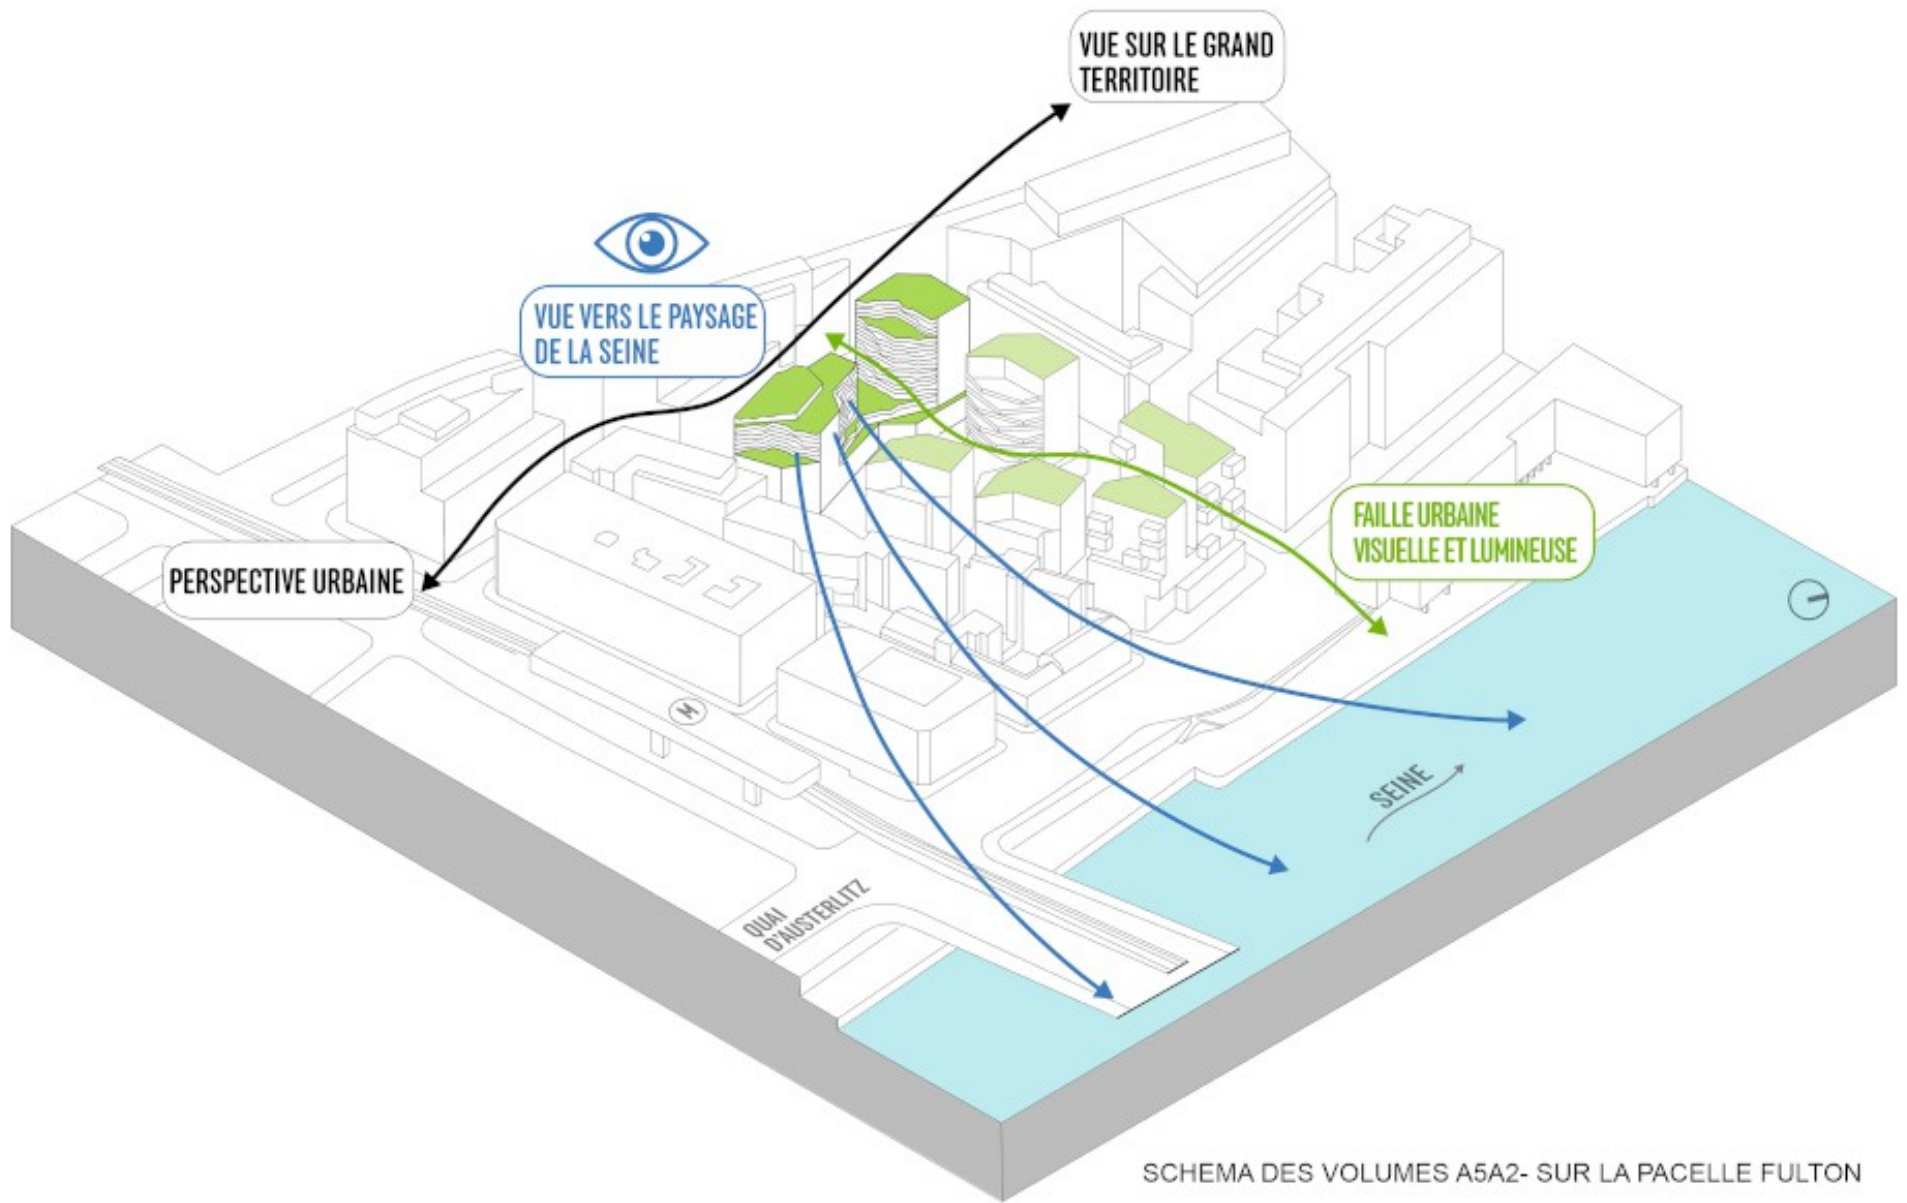 VUE SUR LE GRAND
TERRITOIRE
VUE VERS LE PAYSAGE
DE LA SEINE
FAILLE URBAINE
VISUELLE ET LUMINEUSE
PERSPECTIVE URBAINE
M
SEINE
QUAI
D'AUSTERLITZ
SCHEMA DES VOLUMES A5A2- SUR LA PACELLE FULTON